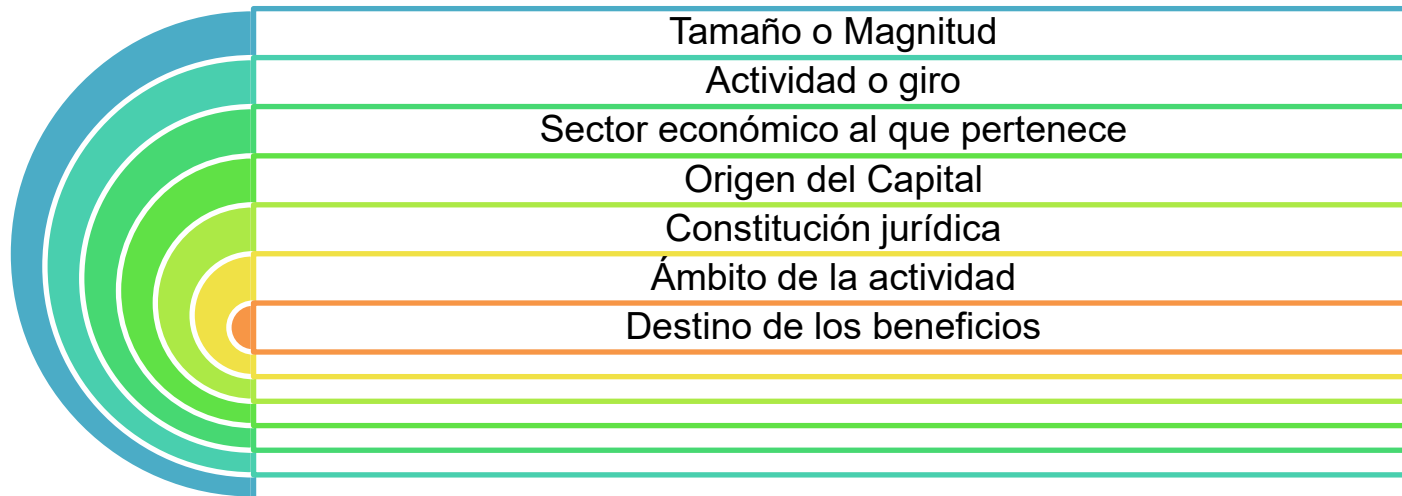 Tamaño o Magnitud
Actividad o giro
Sector económico al que pertenece
Origen del Capital
Constitución jurídica
Ámbito de la actividad
Destino de los beneficios